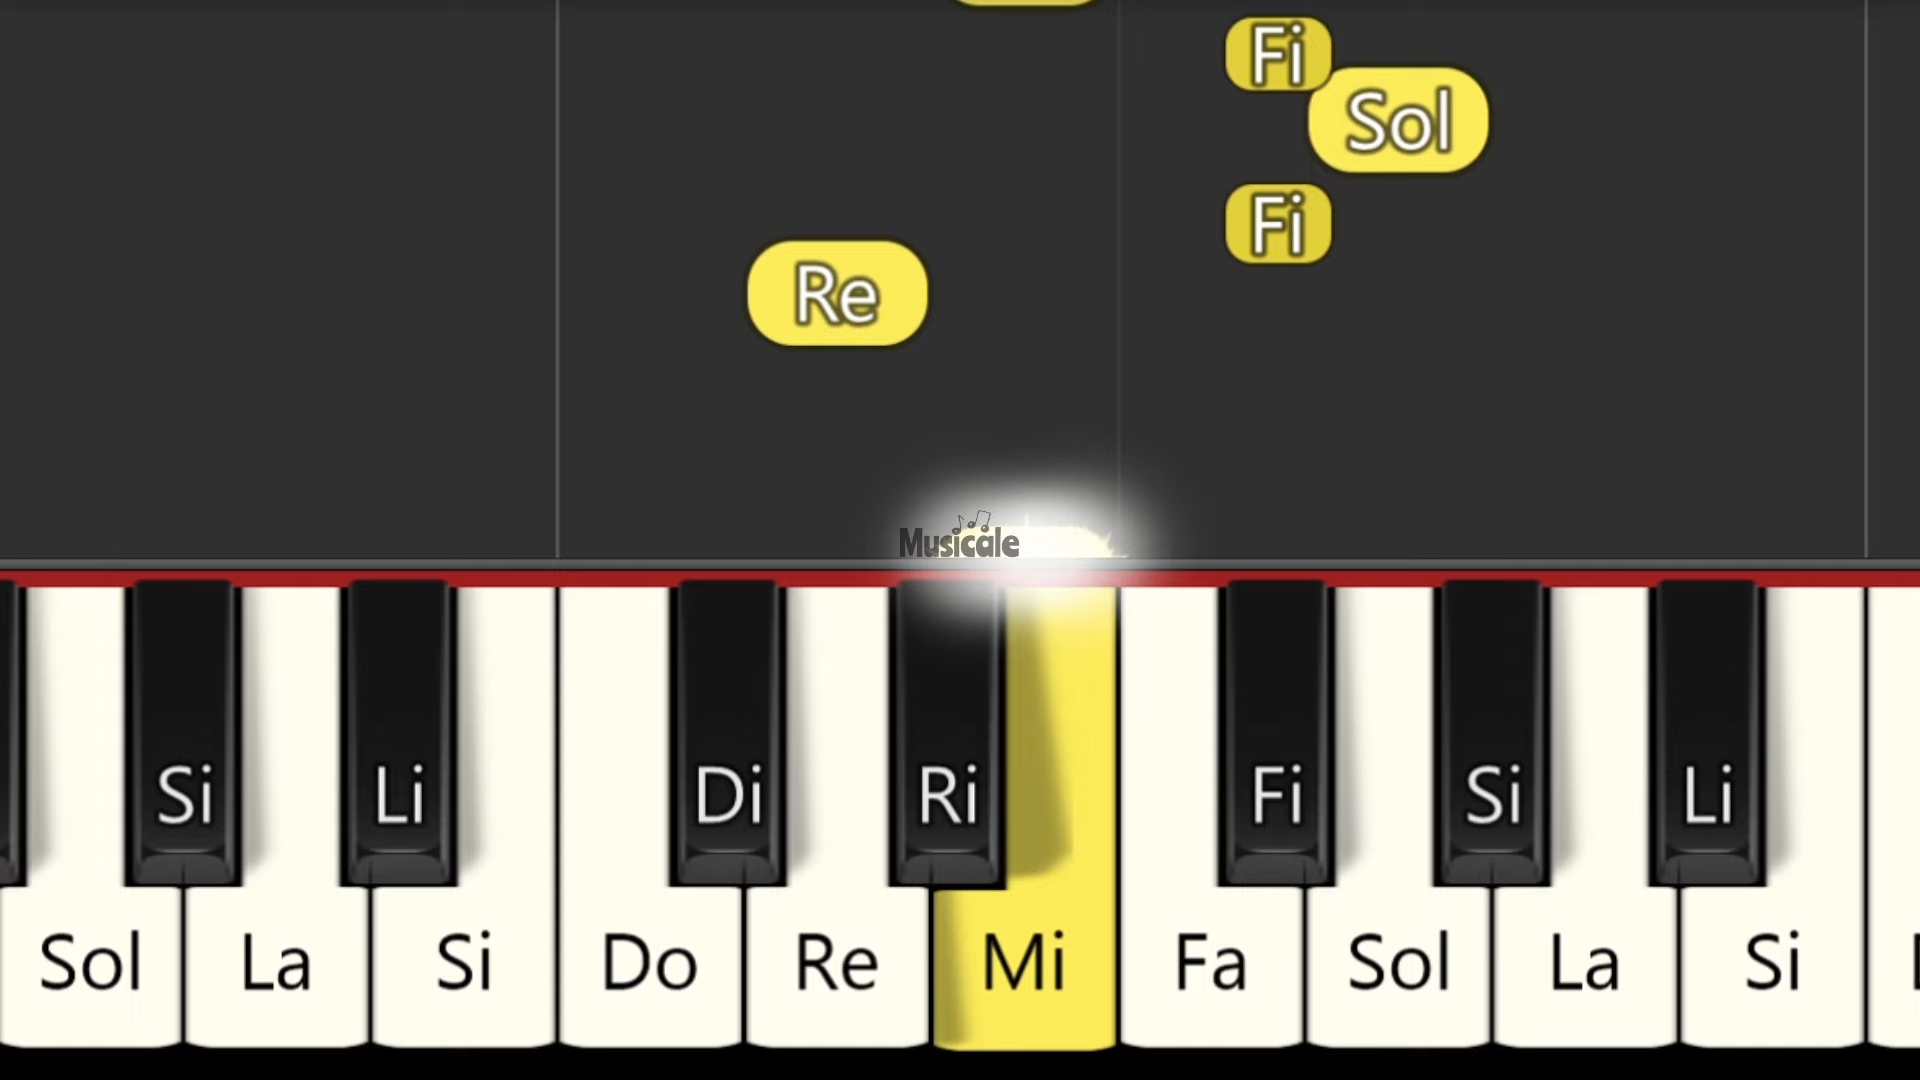 Fi
Sol
Fi
Re
Musicale
Si Li Di Ri Fi Si Li
Sol La Si Do Re Mi Fa Sol La Si